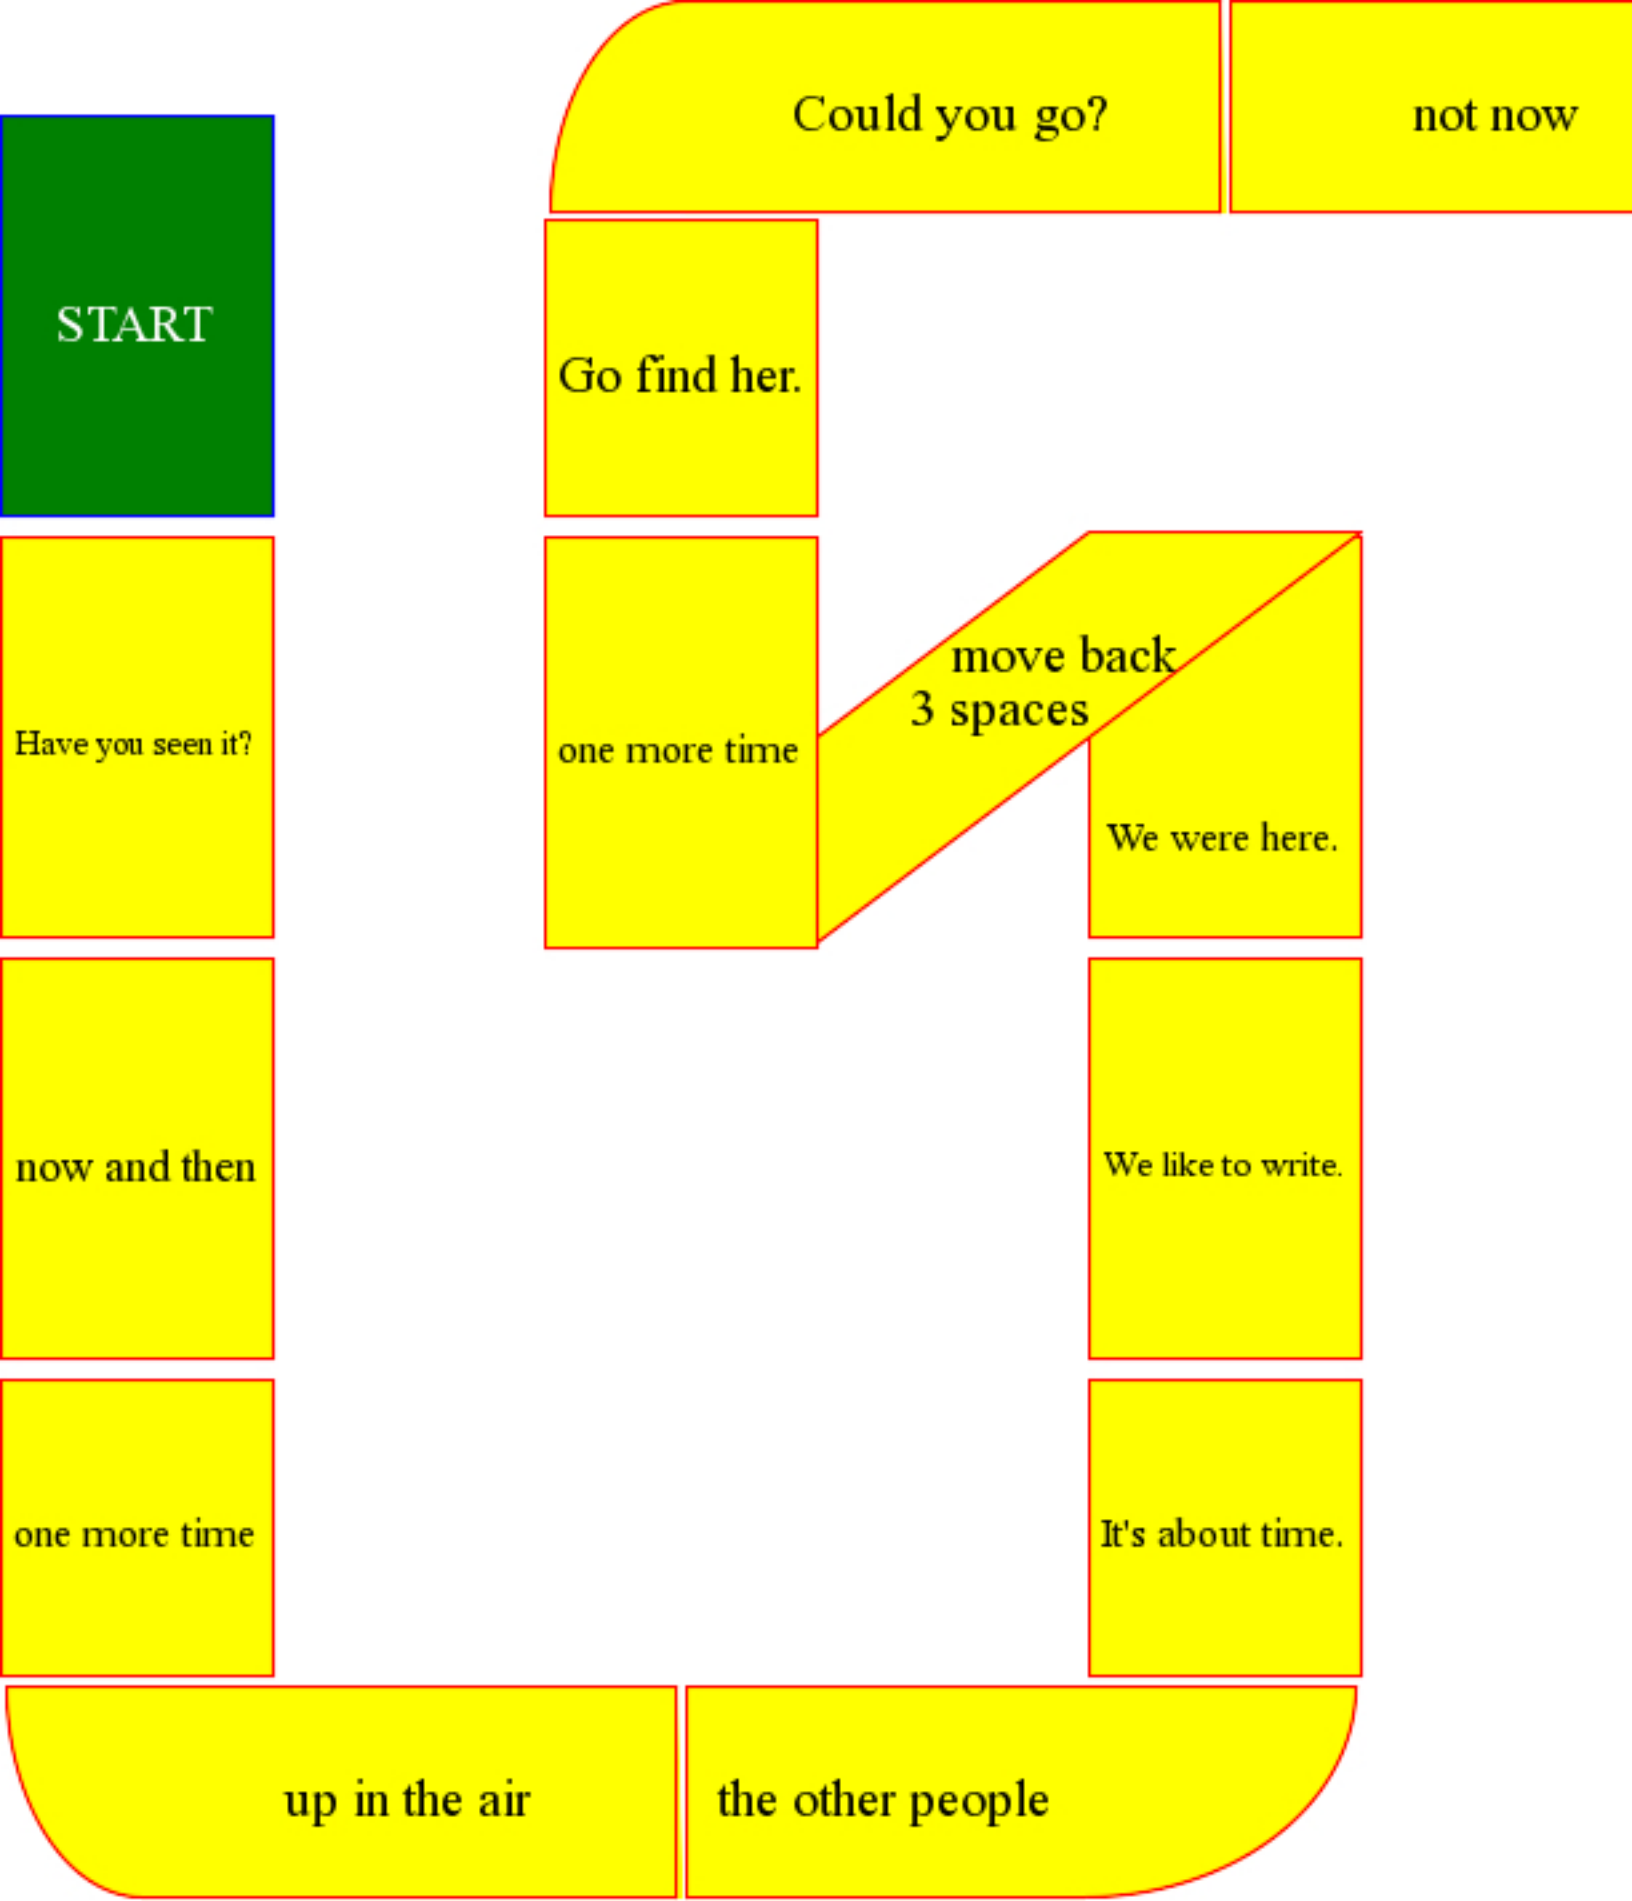 START
Have you seen it?
now and then
one more time
up in the air
the other people
It's about time.
We like to write.
We were here.
move back
3 spaces
one more time
Go find her.
Could you go?
not now